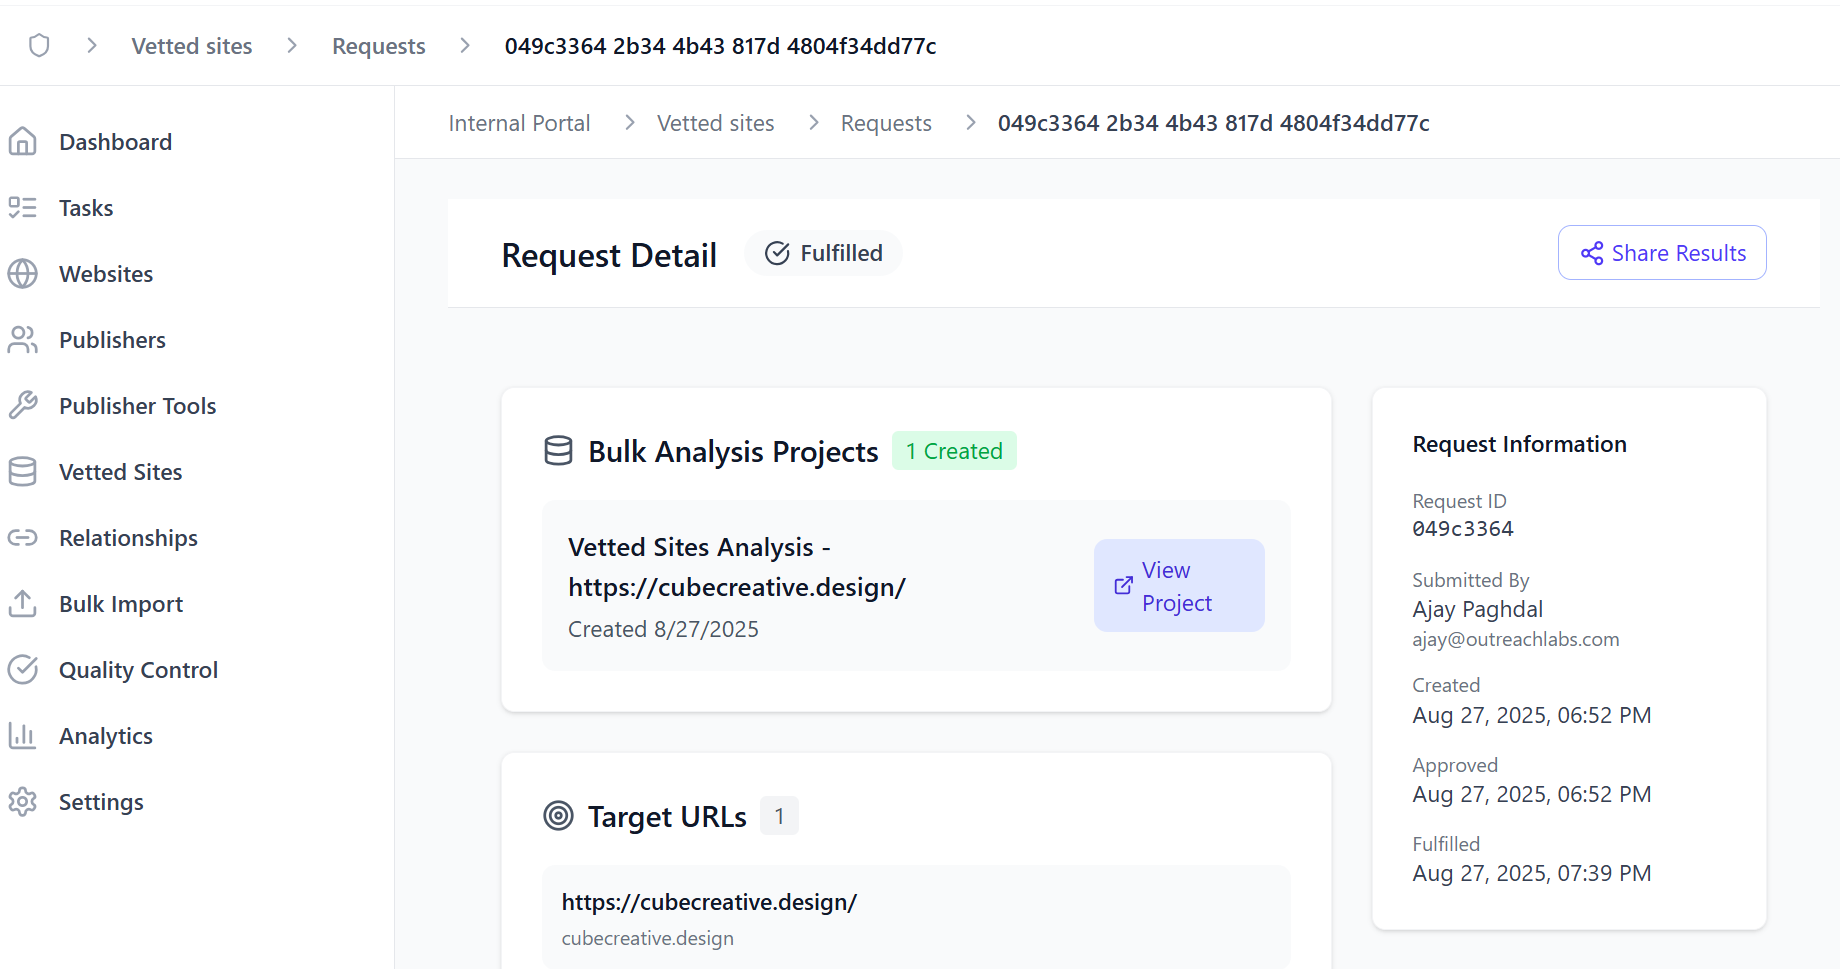 Vetted sites
Requests
049c3364 2b34 4b43 817d 4804f34dd77c
Dashboard
Tasks
Websites
Publishers
Publisher Tools
Vetted Sites
Relationships
Bulk Import
Quality Control
Analytics
Settings
Internal Portal
Vetted sites
Requests
049c3364 2b34 4b43 817d 4804f34dd77c
Request Detail
Fulfilled
Share Results
Bulk Analysis Projects
1 Created
Vetted Sites Analysis -
https://cubecreative.design/
Created 8/27/2025
View
Project
Target URLs
1
https://cubecreative.design/
cubecreative.design
Request Information
Request ID
049c3364
Submitted By
Ajay Paghdal
ajay@outreachlabs.com
Created
Aug 27, 2025, 06:52 PM
Approved
Aug 27, 2025, 06:52 PM
Fulfilled
Aug 27, 2025, 07:39 PM